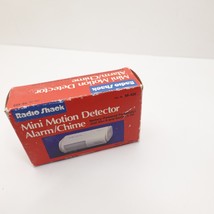 Radio Shack
Mini Motion Detector
Alarm/Chime
Radio Shack
Mini Motion Detector
Alarm/Chime